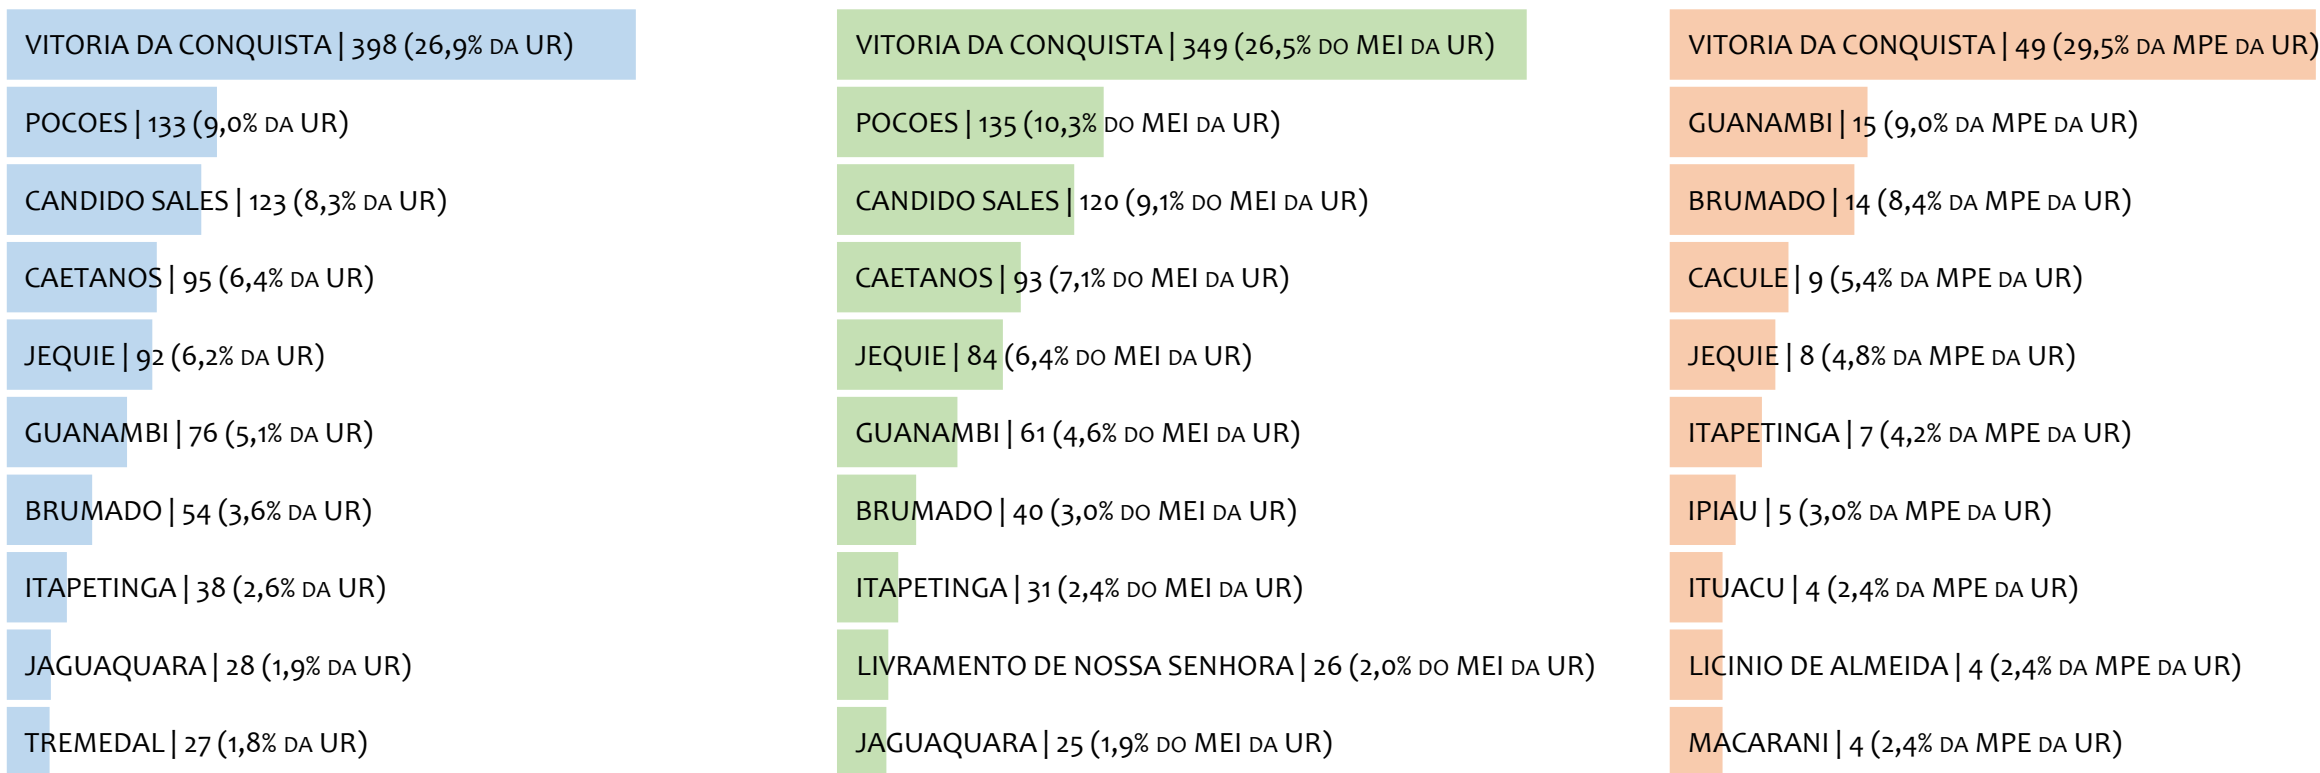 VITORIA DA CONQUISTA | 398 (26,9% DA UR)
POCOES | 133 (9,0% DA UR)
CANDIDO SALES | 123 (8,3% DA UR)
CAETANOS | 95 (6,4% DA UR)
JEQUIE | 92 (6,2% DA UR)
GUANAMBI | 76 (5,1% DA UR)
BRUMADO | 54 (3,6% DA UR)
ITAPETINGA | 38 (2,6% DA UR)
JAGUAQUARA | 28 (1,9% DA UR)
TREMEDAL | 27 (1,8% DA UR)
VITORIA DA CONQUISTA | 349 (26,5% DO MEI DA UR)
POCOES | 135 (10,3% DO MEI DA UR)
CANDIDO SALES | 120 (9,1% DO MEI DA UR)
CAETANOS | 93 (7,1% DO MEI DA UR)
JEQUIE | 84 (6,4% DO MEI DA UR)
GUANAMBI | 61 (4,6% DO MEI DA UR)
BRUMADO | 40 (3,0% DO MEI DA UR)
ITAPETINGA | 31 (2,4% DO MEI DA UR)
LIVRAMENTO DE NOSSA SENHORA | 26 (2,0% DO MEI DA UR)
JAGUAQUARA | 25 (1,9% DO MEI DA UR)
VITORIA DA CONQUISTA | 49 (29,5% DA MPE DA UR)
GUANAMBI | 15 (9,0% DA MPE DA UR)
BRUMADO | 14 (8,4% DA MPE DA UR)
CACULE | 9 (5,4% DA MPE DA UR)
JEQUIE | 8 (4,8% DA MPE DA UR)
ITAPETINGA | 7 (4,2% DA MPE DA UR)
IPIAU | 5 (3,0% DA MPE DA UR)
ITUACU | 4 (2,4% DA MPE DA UR)
LICINIO DE ALMEIDA | 4 (2,4% DA MPE DA UR)
MACARANI | 4 (2,4% DA MPE DA UR)